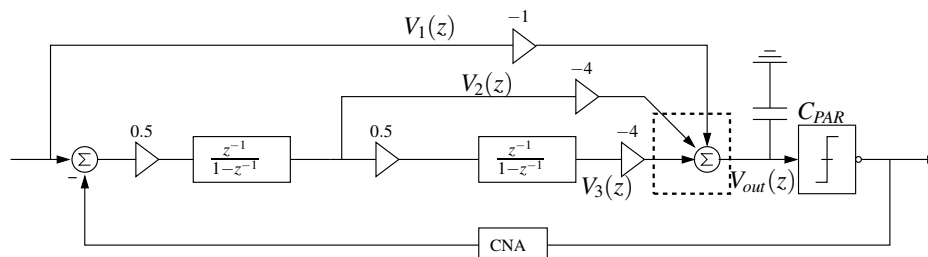 −1
V₁(z)
−4
V₂(z)
0.5
0.5
−4
C_PAR
Σ
−
z⁻¹
1−z⁻¹
z⁻¹
1−z⁻¹
Σ
V₃(z)
V_out(z)
CNA